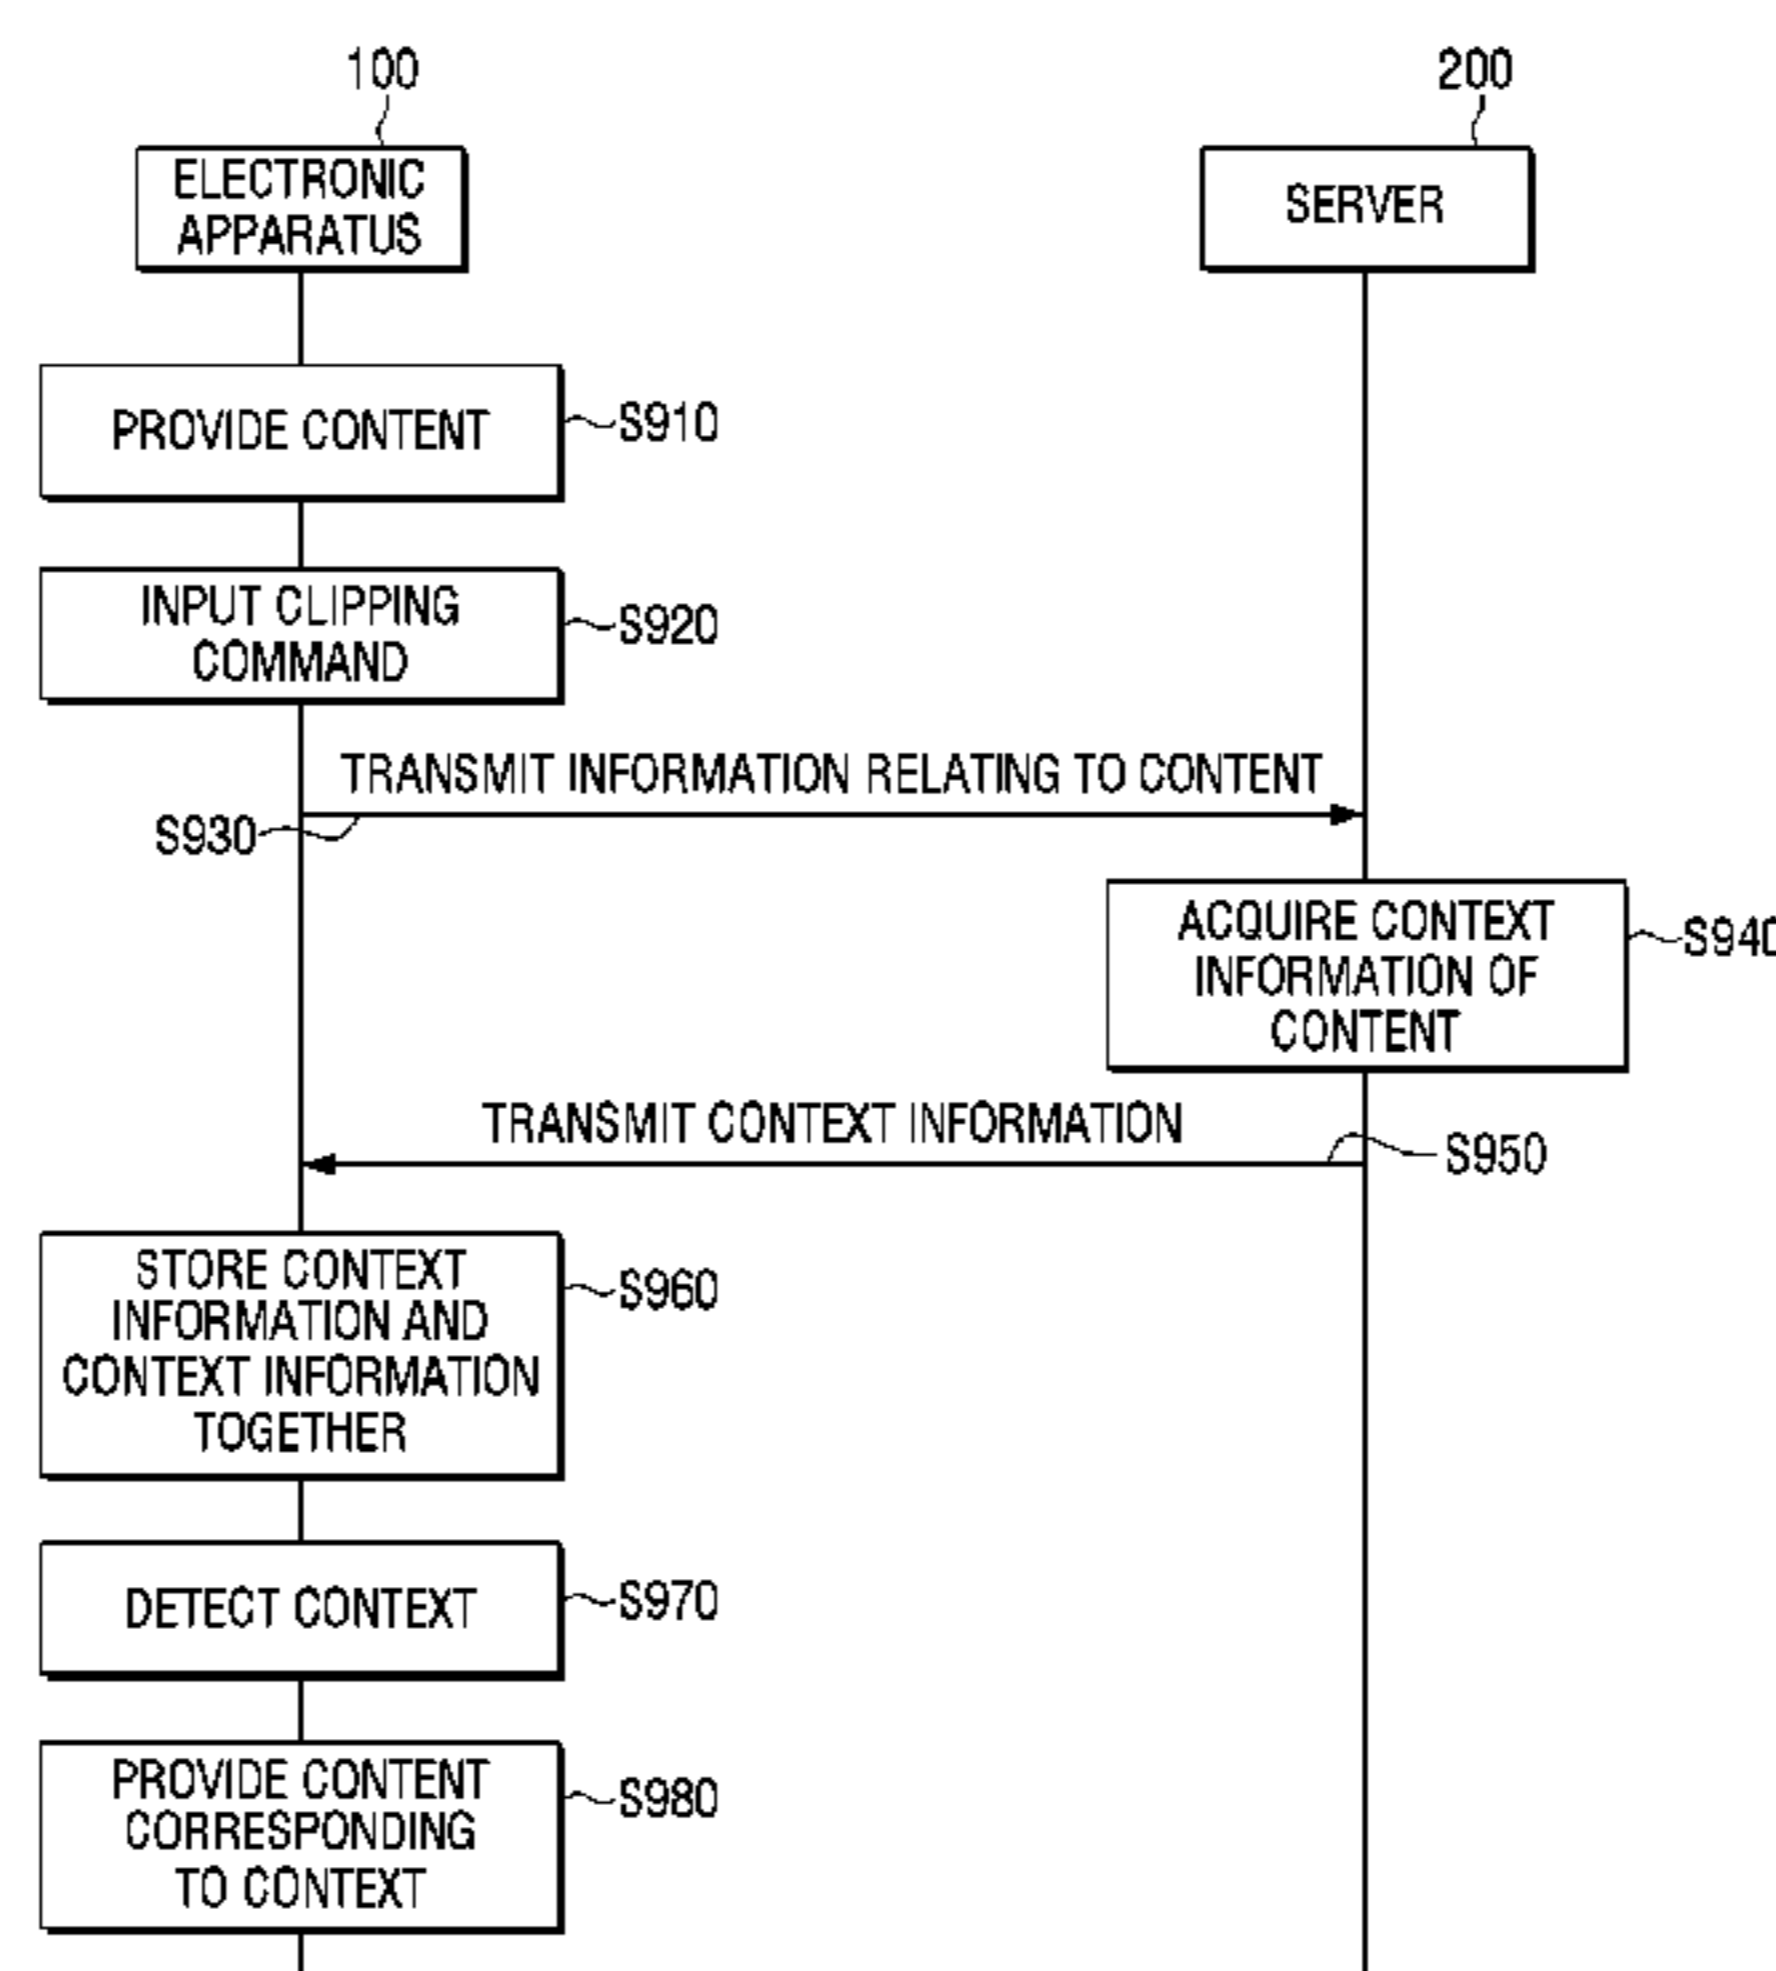 100
200
ELECTRONIC
APPARATUS
SERVER
PROVIDE CONTENT
S910
INPUT CLIPPING
COMMAND
S920
TRANSMIT INFORMATION RELATING TO CONTENT
S930
ACQUIRE CONTEXT
INFORMATION OF
CONTENT
S940
TRANSMIT CONTEXT INFORMATION
S950
STORE CONTEXT
INFORMATION AND
CONTEXT INFORMATION
TOGETHER
S960
DETECT CONTEXT
S970
PROVIDE CONTENT
CORRESPONDING
TO CONTEXT
S980